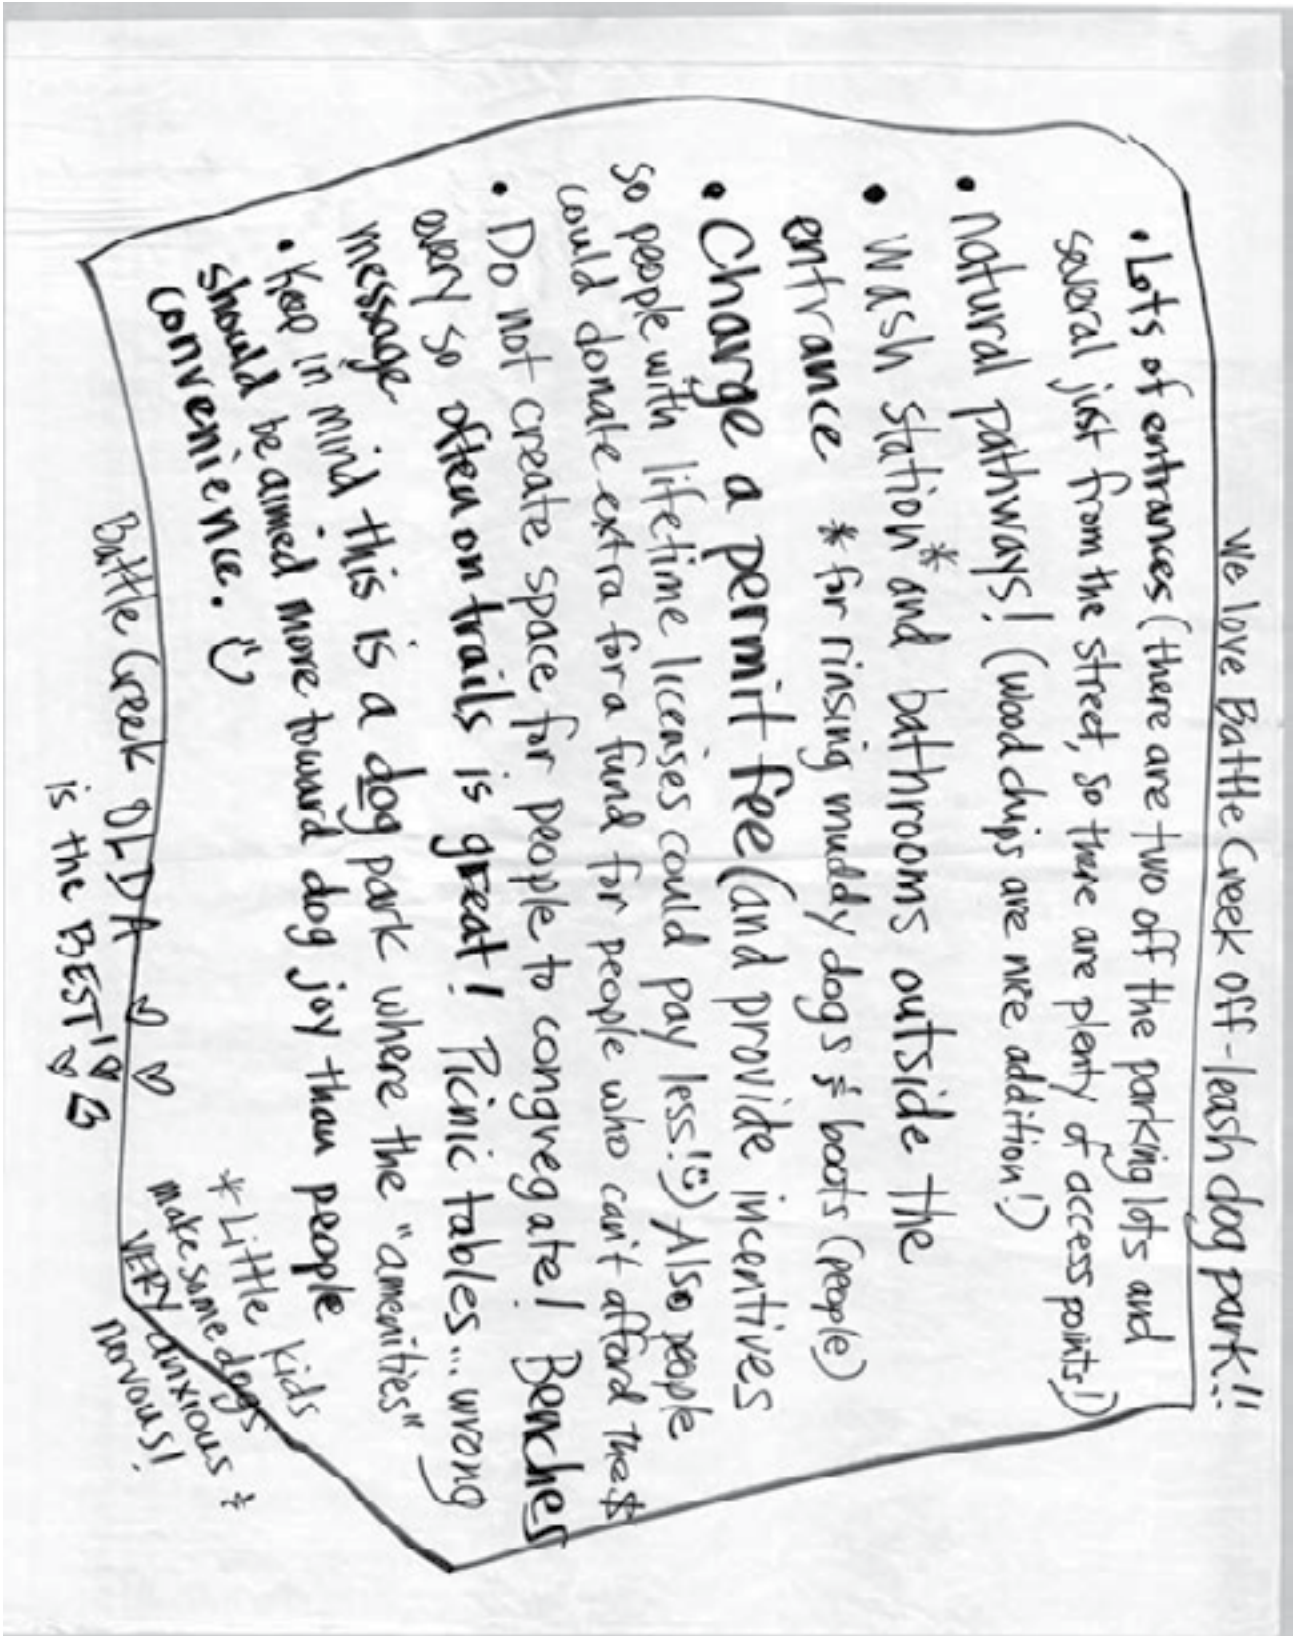 We love Battle Creek off-leash dog park!!
• Lots of entrances (there are two off the parking lots and
several just from the street, so there are plenty of access points!)
• natural pathways! (wood chips are nice addition!)
• Wash station* and bathrooms outside the
entrance * for rinsing muddy dogs & boots (people)
• Charge a permit fee (and provide incentives
so people with lifetime licenses could pay less!☺) Also people
could donate extra for a fund for people who can't afford the $
• Do not create space for people to congregate! Benches
every so often on trails is great! Picnic tables... wrong
message
• Keep in mind this is a dog park where the "amenities"
should be aimed more toward dog joy than people
convenience. ☺
* Little kids
make some dogs
VERY anxious &
nervous!
Battle Creek OLDA ♡ ♡
is the BEST! ♡ ♡ ♡